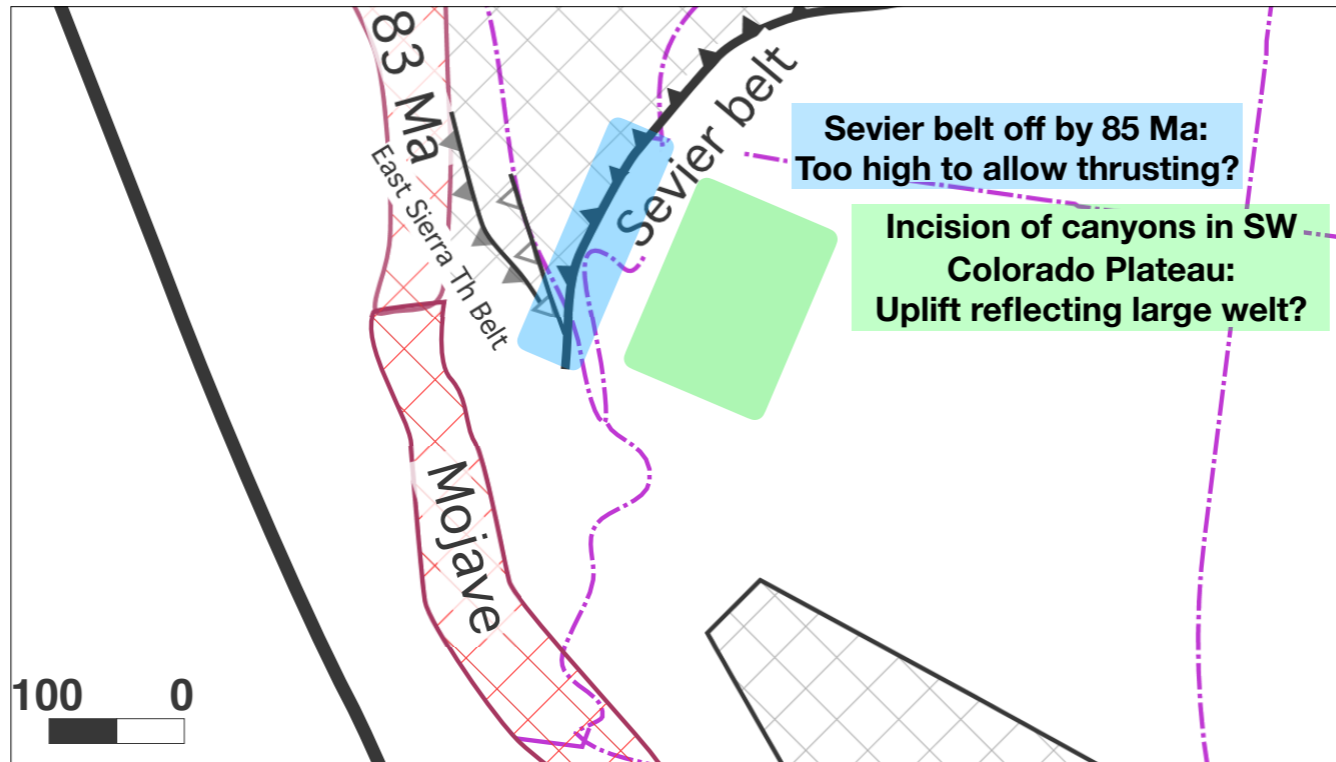 83 Ma
East Sierra Th Belt
Sevier belt
Sevier belt off by 85 Ma:
Too high to allow thrusting?
Incision of canyons in SW
Colorado Plateau:
Uplift reflecting large welt?
Mojave
100 0